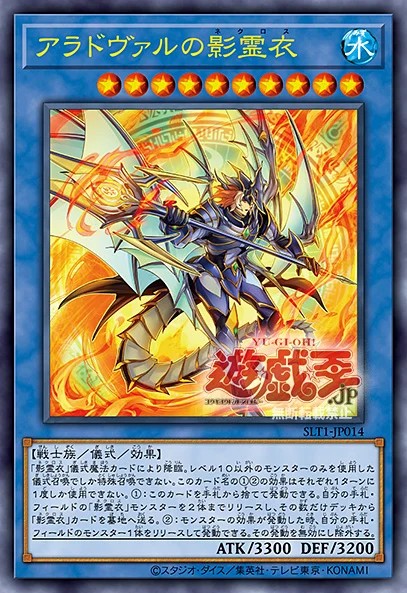 アラドヴァルの影霊衣
ネクロス
水
YU-GI-OH!
遊戯王.jp
無断転載禁止
SLT1-JP014
【戦士族/儀式/効果】
「影霊衣」儀式魔法カードにより降臨。レベル10以外のモンスターのみを使用した
儀式召喚でしか特殊召喚できない。このカード名の①②の効果はそれぞれ1ターンに
1度しか使用できない。①:このカードを手札から捨てて発動できる。自分の手札・
フィールドのモンスターを2体までリリースし、その数だけデッキから
「影霊衣」カードを墓地へ送る。②:モンスターの効果が発動した時、自分の手札・
フィールドのモンスター1体をリリースして発動できる。その発動を無効にし除外する。
ATK/3300 DEF/3200
©スタジオ・ダイス/集英社・テレビ東京・KONAMI